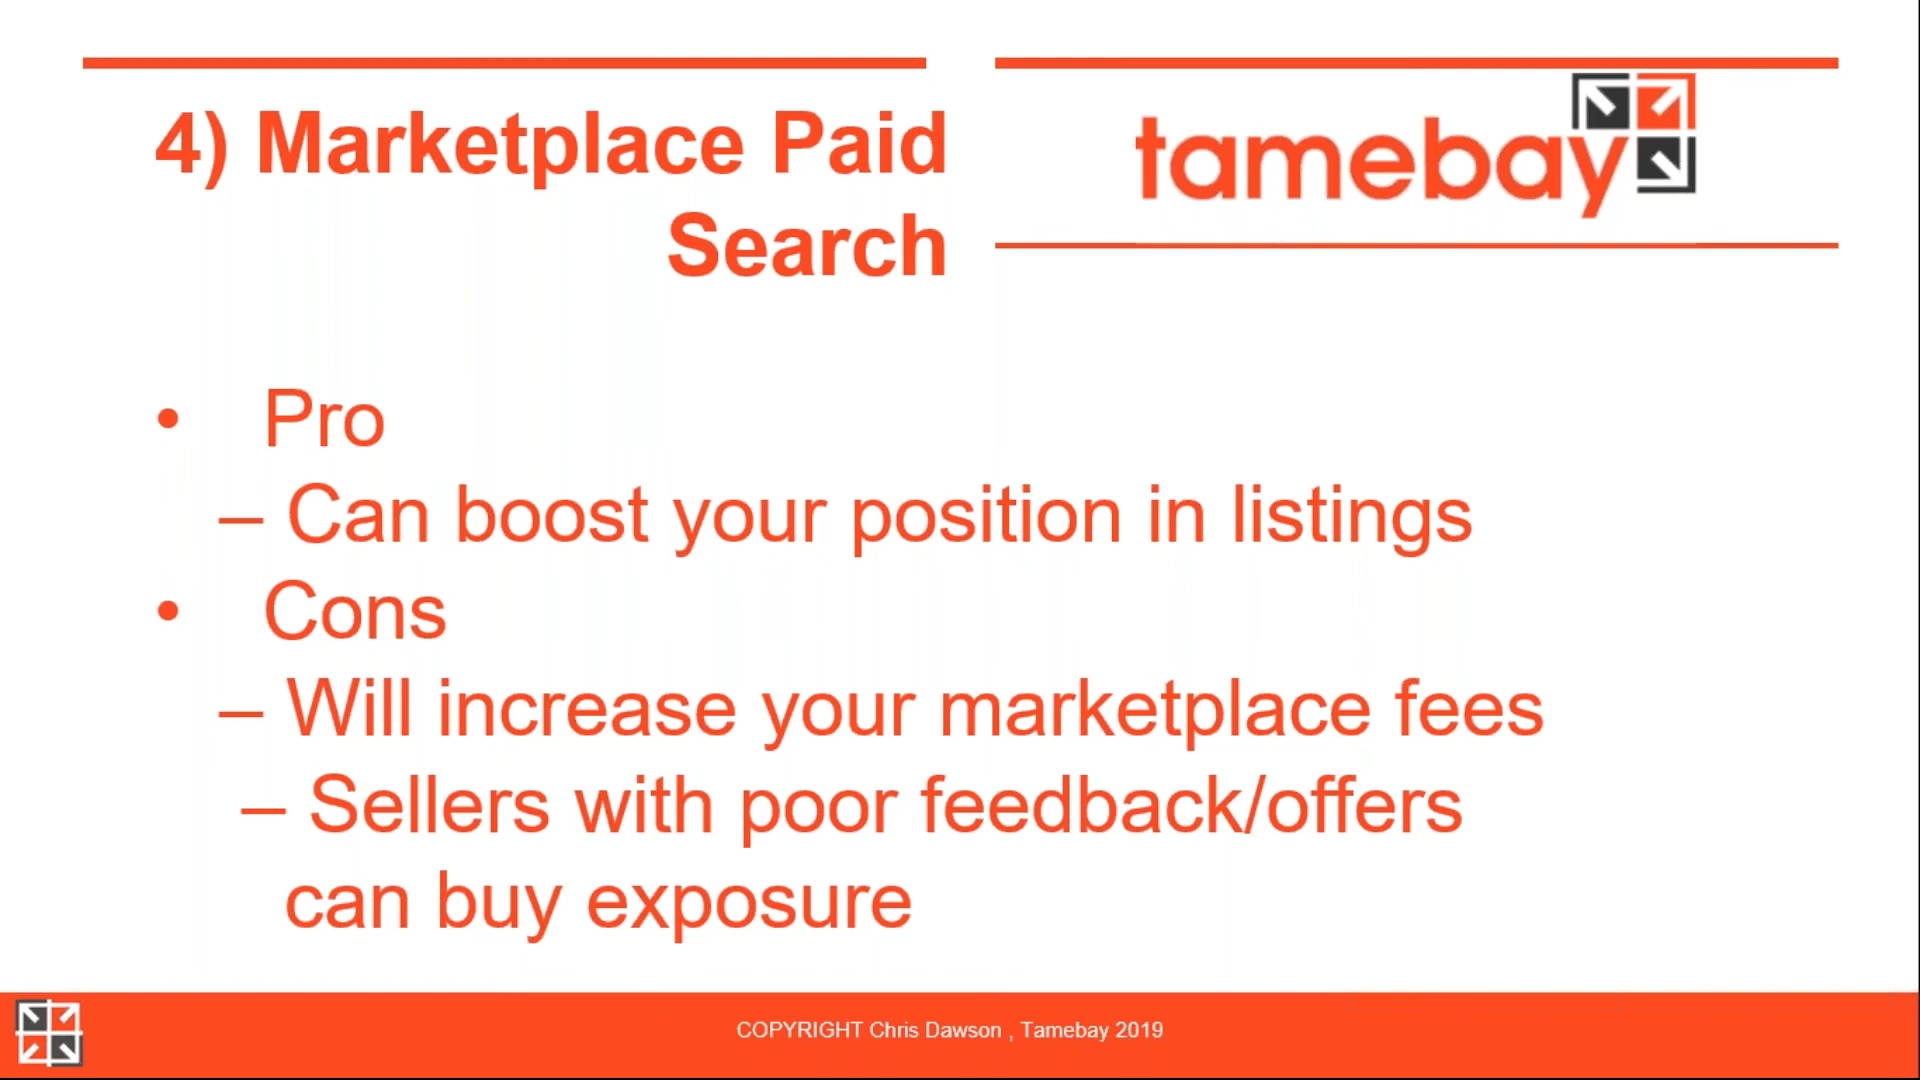 4) Marketplace Paid
Search
tamebay
• Pro
– Can boost your position in listings
• Cons
– Will increase your marketplace fees
– Sellers with poor feedback/offers
can buy exposure
COPYRIGHT Chris Dawson , Tamebay 2019